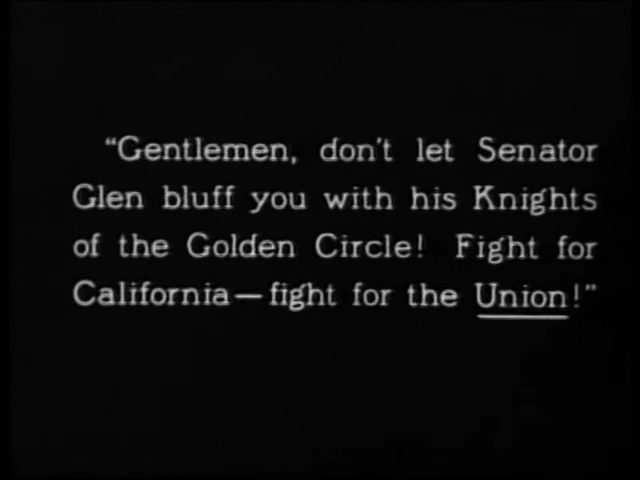 "Gentlemen, don't let Senator
Glen bluff you with his Knights
of the Golden Circle! Fight for
California—fight for the Union!"